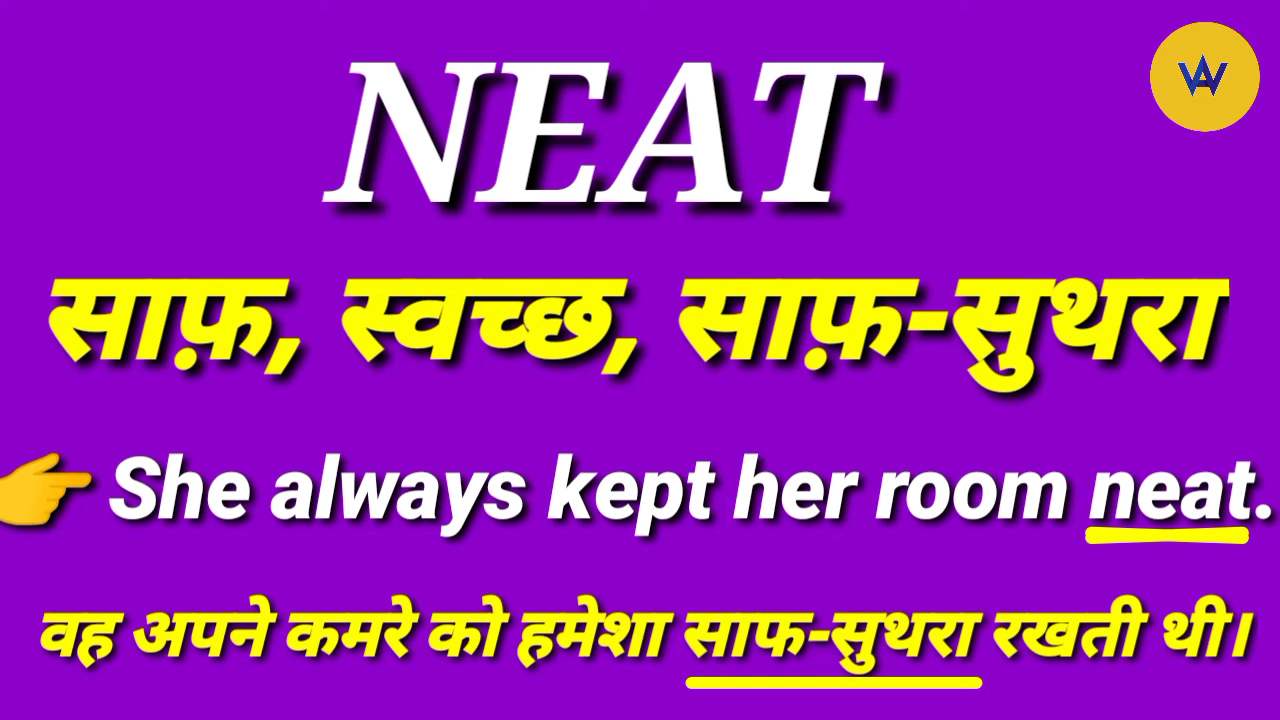 NEAT
साफ़, स्वच्छ, साफ़-सुथरा
👉 She always kept her room neat.
वह अपने कमरे को हमेशा साफ-सुथरा रखती थी।